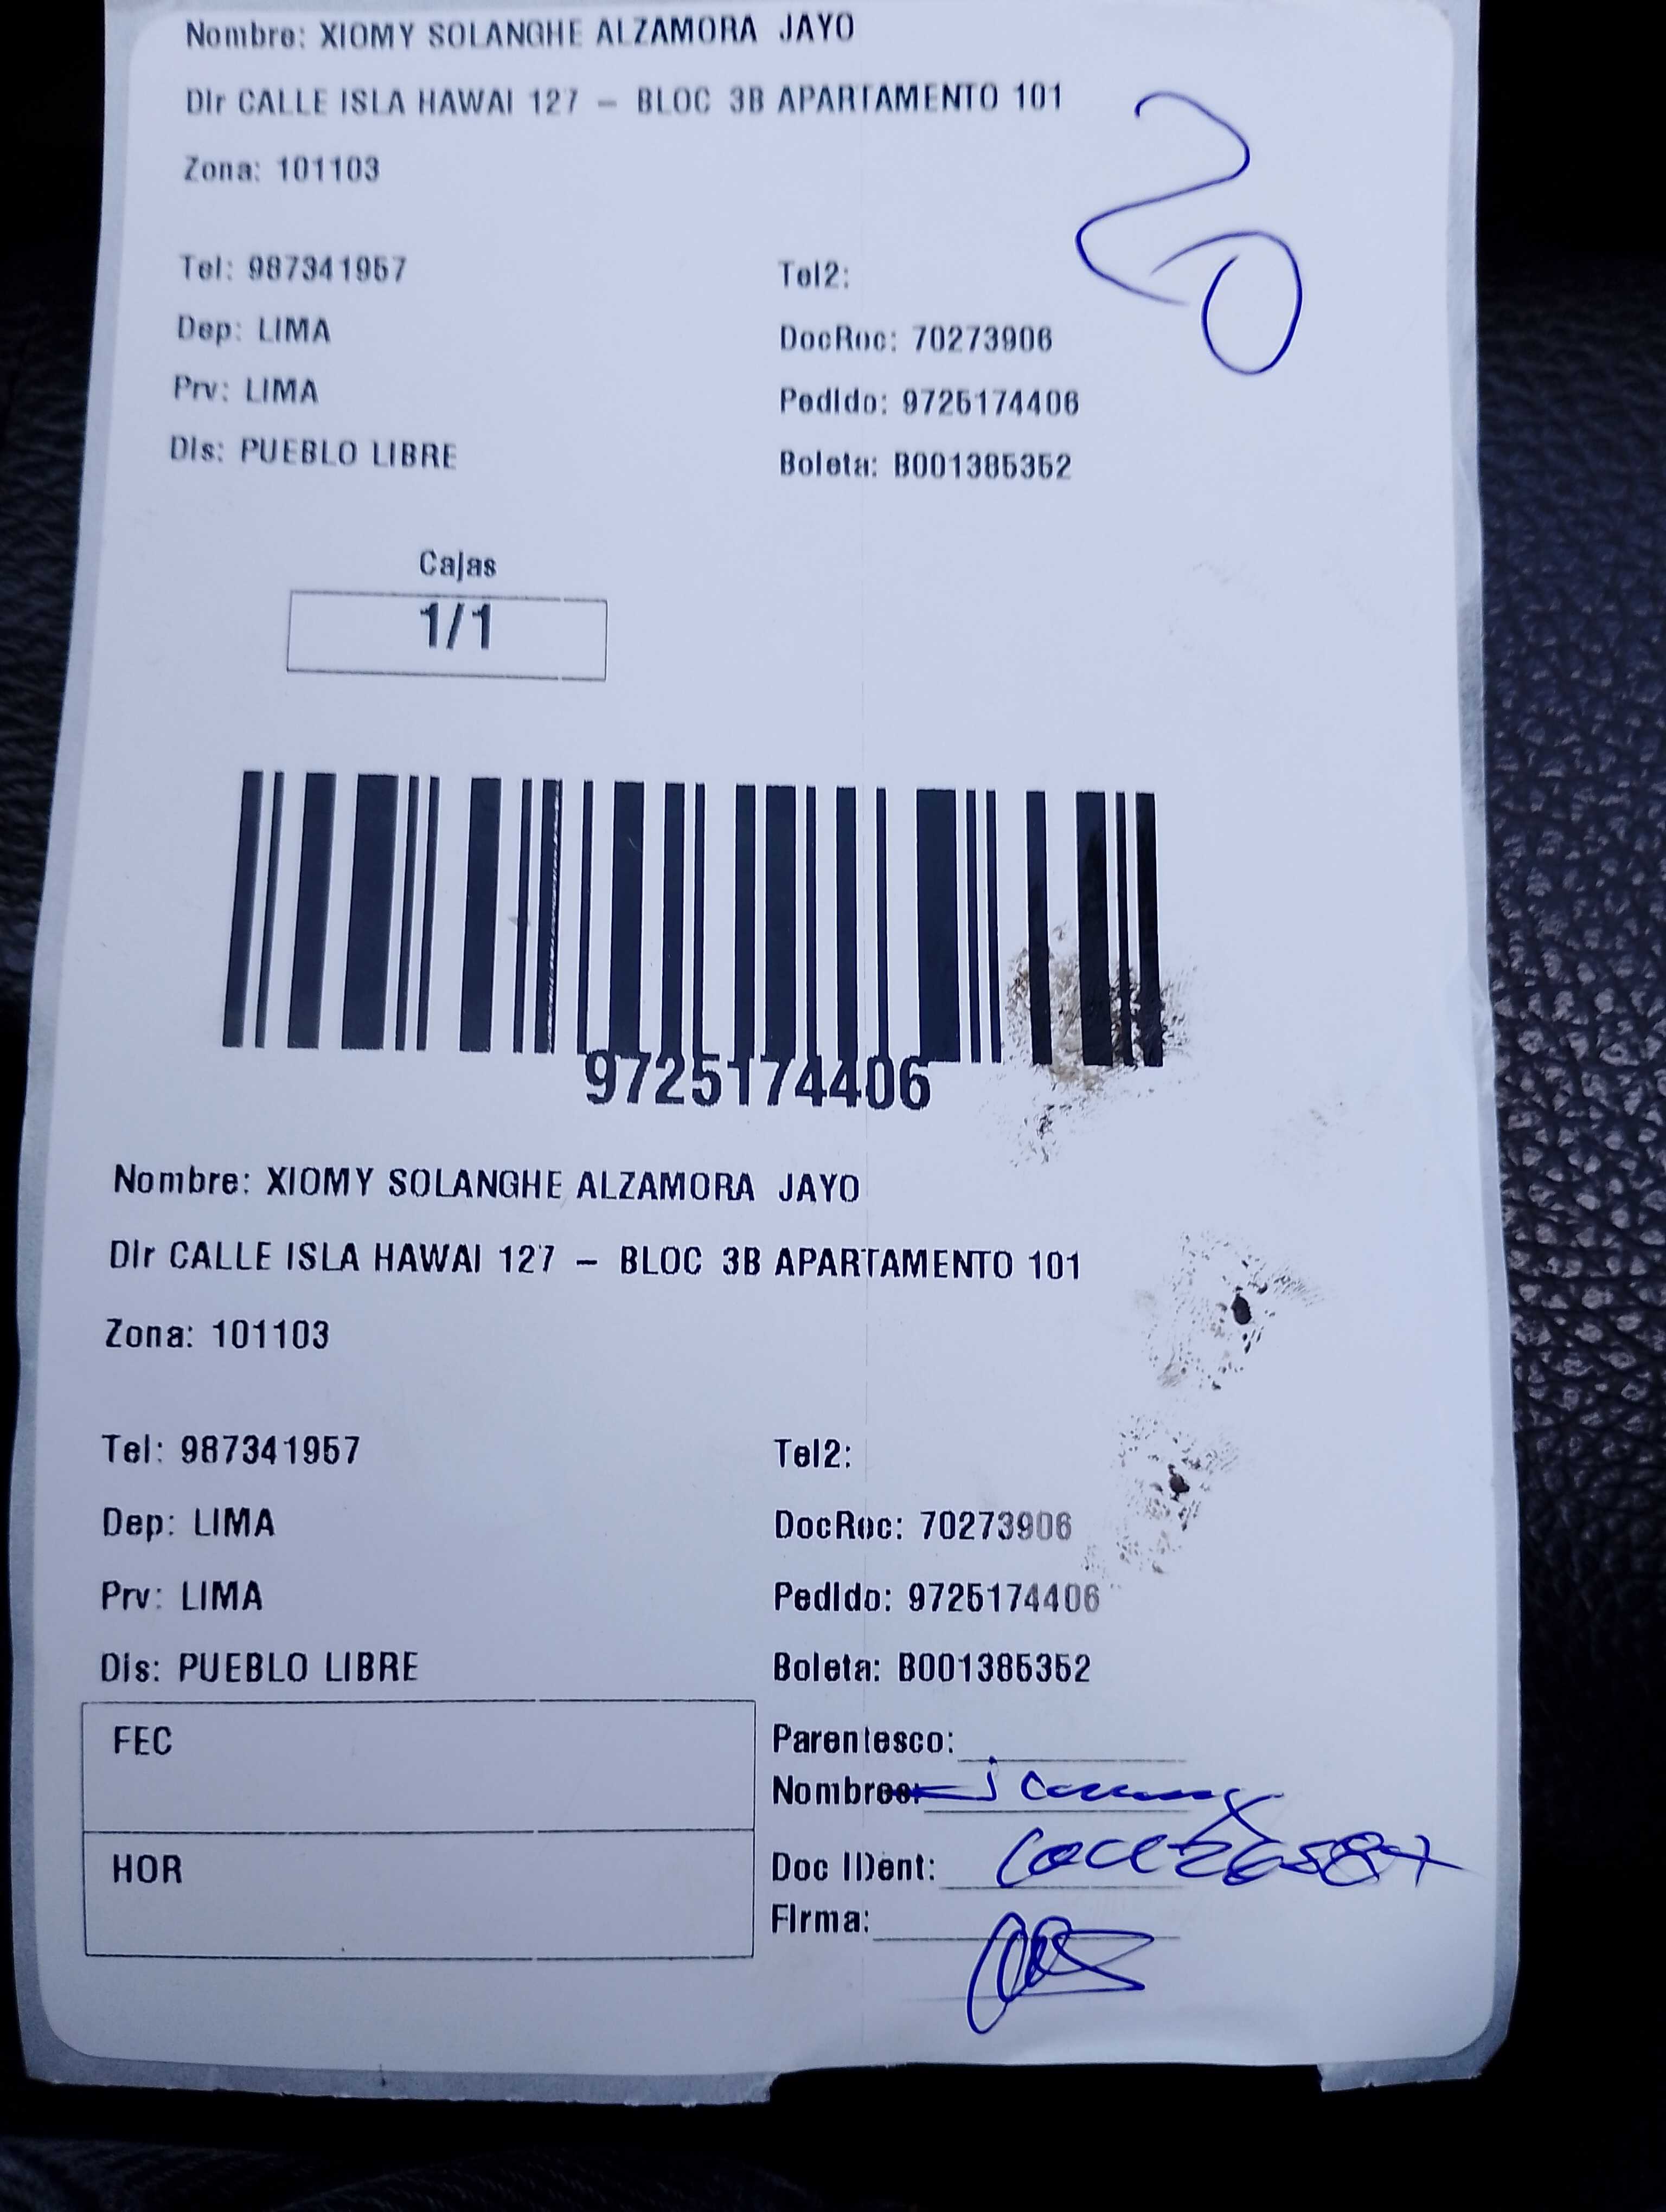 Nombre: XIOMY SOLANGHE ALZAMORA JAYO
Dir CALLE ISLA HAWAI 127 – BLOC 3B APARTAMENTO 101
20
Zona: 101103
Tel: 987341957 Tel2:
Dep: LIMA DocRec: 70273906
Prv: LIMA Pedido: 9725174406
Dis: PUEBLO LIBRE Boleta: B001385352
Cajas
1/1
9725174406
Nombre: XIOMY SOLANGHE ALZAMORA JAYO
Dir CALLE ISLA HAWAI 127 – BLOC 3B APARTAMENTO 101
Zona: 101103
Tel: 987341957 Tel2:
Dep: LIMA DocRec: 70273906
Prv: LIMA Pedido: 9725174406
Dis: PUEBLO LIBRE Boleta: B001385352
FEC Parentesco:
Nombres:
HOR Doc IDent:
Firma: